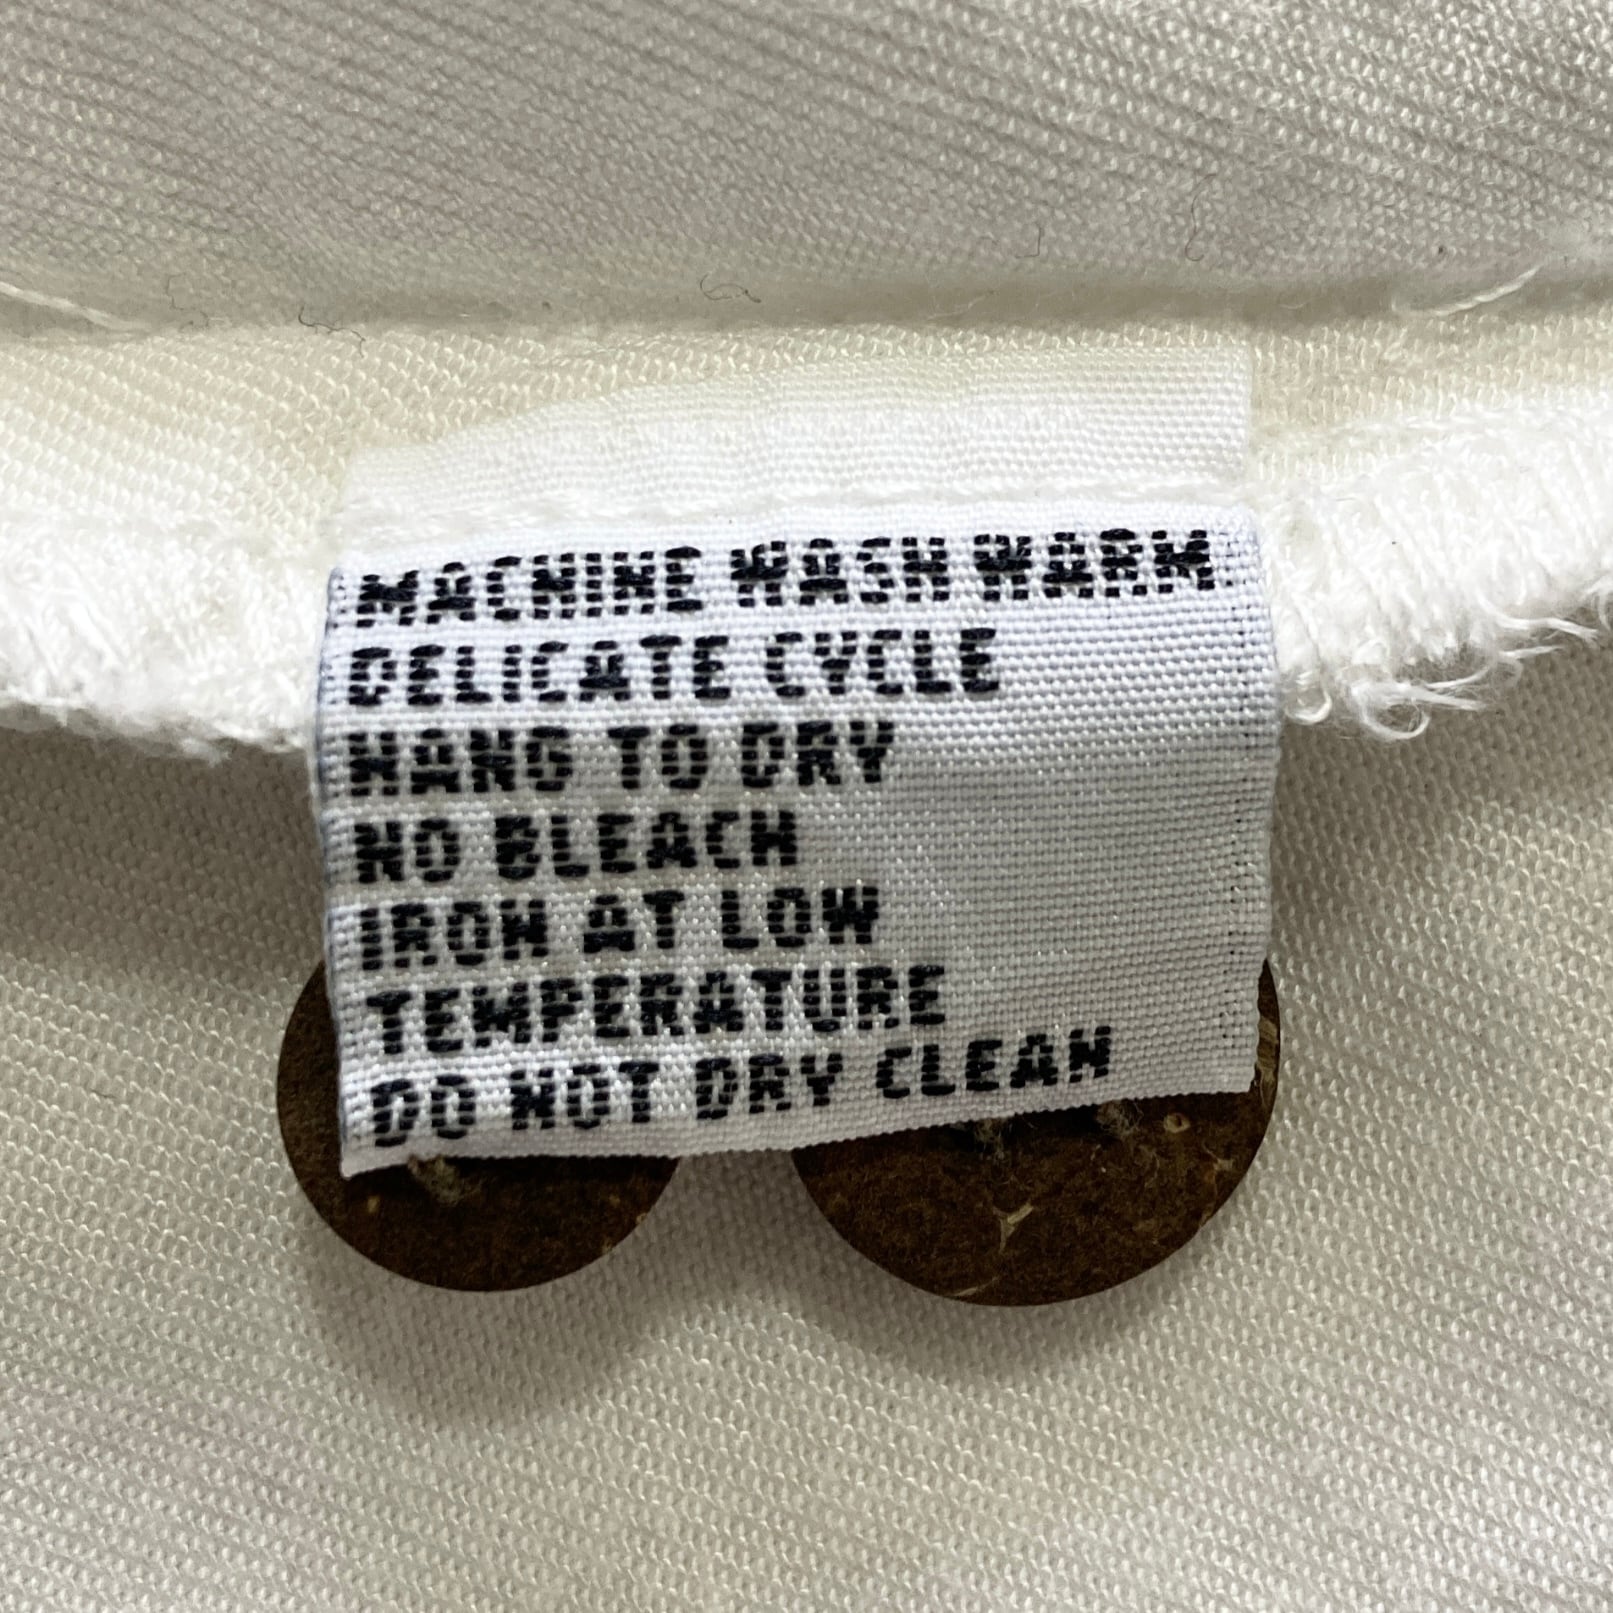 MACHINE WASH WARM
DELICATE CYCLE
HANG TO DRY
NO BLEACH
IRON AT LOW
TEMPERATURE
DO NOT DRY CLEAN